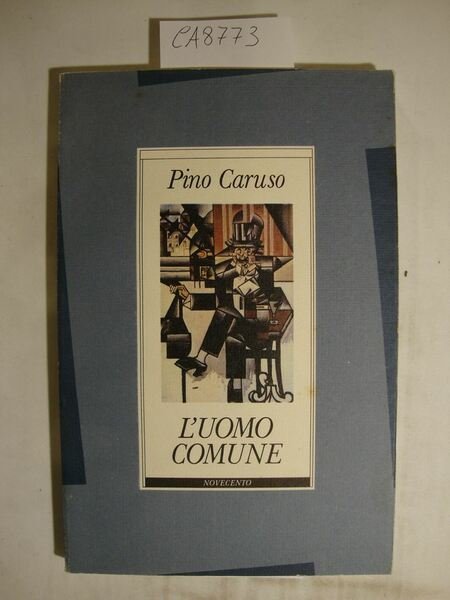 CA8773
Pino Caruso
L'UOMO
COMUNE
NOVECENTO